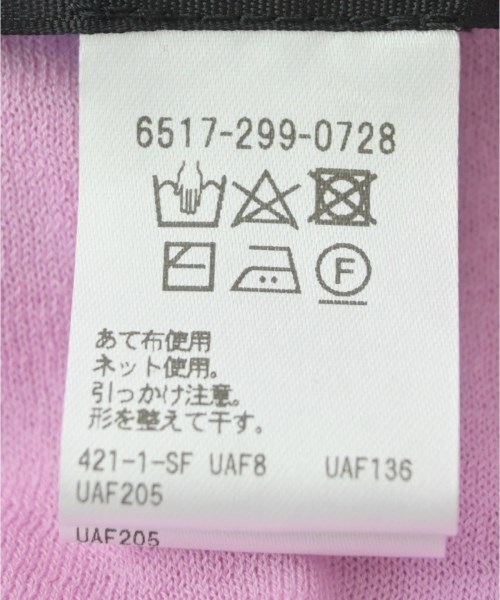 6517-299-0728
F
あて布使用
ネット使用。
引っかけ注意。
形を整えて干す。
421-1-SF UAF8 UAF136
UAF205
UAF205